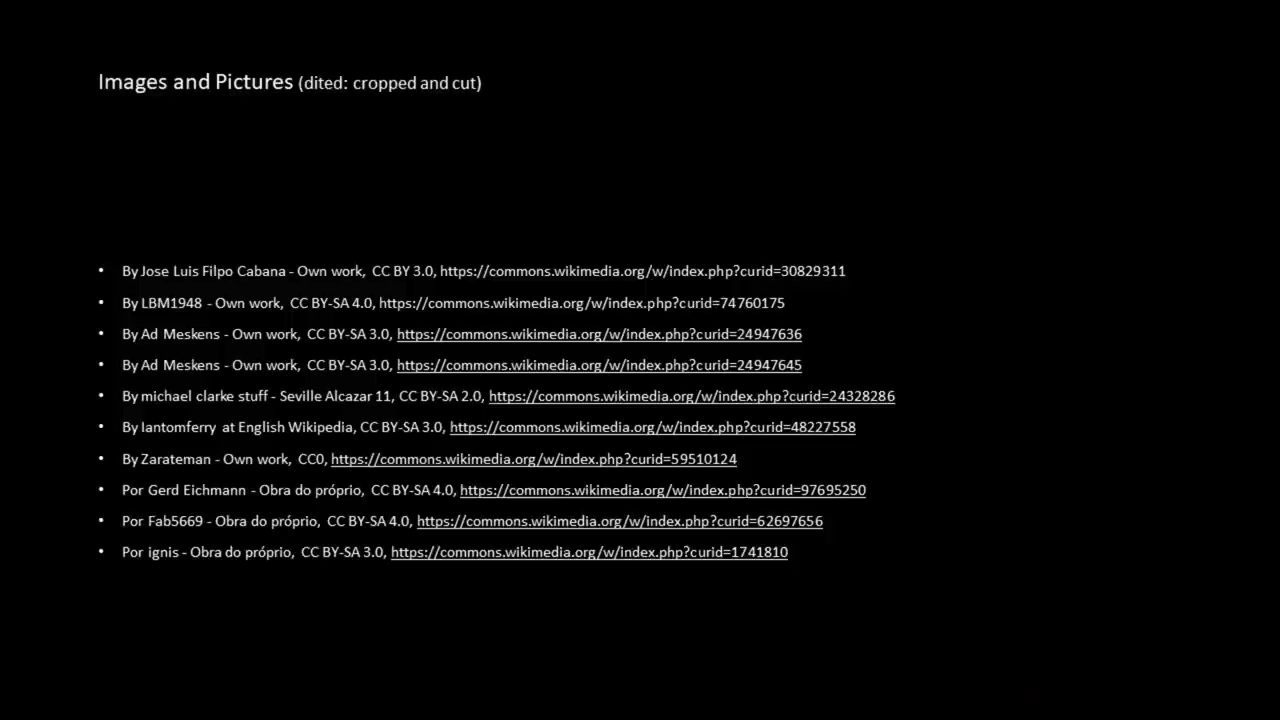 Images and Pictures (dited: cropped and cut)
• By Jose Luis Filpo Cabana - Own work, CC BY 3.0, https://commons.wikimedia.org/w/index.php?curid=30829311
• By LBM1948 - Own work, CC BY-SA 4.0, https://commons.wikimedia.org/w/index.php?curid=74760175
• By Ad Meskens - Own work, CC BY-SA 3.0, https://commons.wikimedia.org/w/index.php?curid=24947636
• By Ad Meskens - Own work, CC BY-SA 3.0, https://commons.wikimedia.org/w/index.php?curid=24947645
• By michael clarke stuff - Seville Alcazar 11, CC BY-SA 2.0, https://commons.wikimedia.org/w/index.php?curid=24328286
• By Iantomferry at English Wikipedia, CC BY-SA 3.0, https://commons.wikimedia.org/w/index.php?curid=48227558
• By Zarateman - Own work, CC0, https://commons.wikimedia.org/w/index.php?curid=59510124
• Por Gerd Eichmann - Obra do próprio, CC BY-SA 4.0, https://commons.wikimedia.org/w/index.php?curid=97695250
• Por Fab5669 - Obra do próprio, CC BY-SA 4.0, https://commons.wikimedia.org/w/index.php?curid=62697656
• Por ignis - Obra do próprio, CC BY-SA 3.0, https://commons.wikimedia.org/w/index.php?curid=1741810